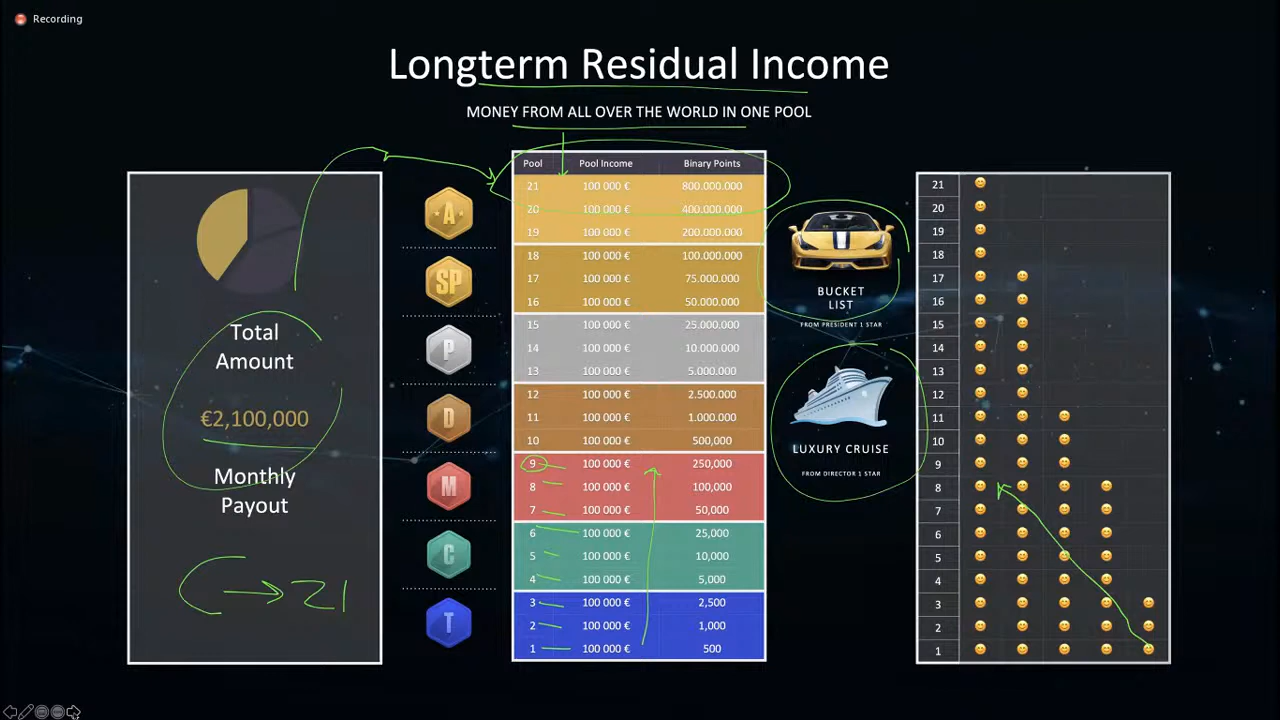 Recording
Longterm Residual Income
MONEY FROM ALL OVER THE WORLD IN ONE POOL
Total
Amount
€2,100,000
Monthly
Payout
21
A
SP
P
D
M
C
T
Pool Pool Income Binary Points
21 100 000 € 800.000.000
20 100 000 € 400.000.000
19 100 000 € 200.000.000
18 100 000 € 100.000.000
17 100 000 € 75.000.000
16 100 000 € 50.000.000
15 100 000 € 25.000.000
14 100 000 € 10.000.000
13 100 000 € 5.000.000
12 100 000 € 2.500.000
11 100 000 € 1.000.000
10 100 000 € 500,000
9 100 000 € 250,000
8 100 000 € 100,000
7 100 000 € 50,000
6 100 000 € 25,000
5 100 000 € 10,000
4 100 000 € 5,000
3 100 000 € 2,500
2 100 000 € 1,000
1 100 000 € 500
BUCKET
LIST
FROM PRESIDENT 1 STAR
LUXURY CRUISE
FROM DIRECTOR 1 STAR
21
20
19
18
17
16
15
14
13
12
11
10
9
8
7
6
5
4
3
2
1